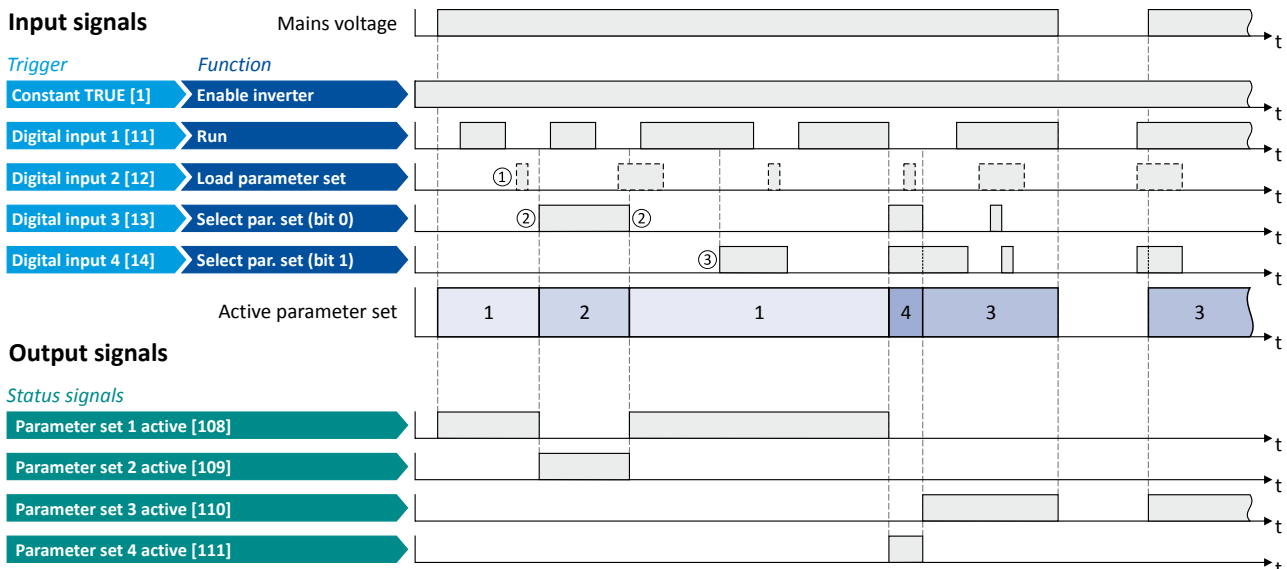 Input signals
Mains voltage
t
Trigger Function
Constant TRUE [1] Enable inverter
t
Digital input 1 [11] Run
t
Digital input 2 [12] Load parameter set ①
t
Digital input 3 [13] Select par. set (bit 0) ② ②
t
Digital input 4 [14] Select par. set (bit 1) ③
t
Active parameter set 1 2 1 4 3 3
t
Output signals
Status signals
Parameter set 1 active [108]
t
Parameter set 2 active [109]
t
Parameter set 3 active [110]
t
Parameter set 4 active [111]
t